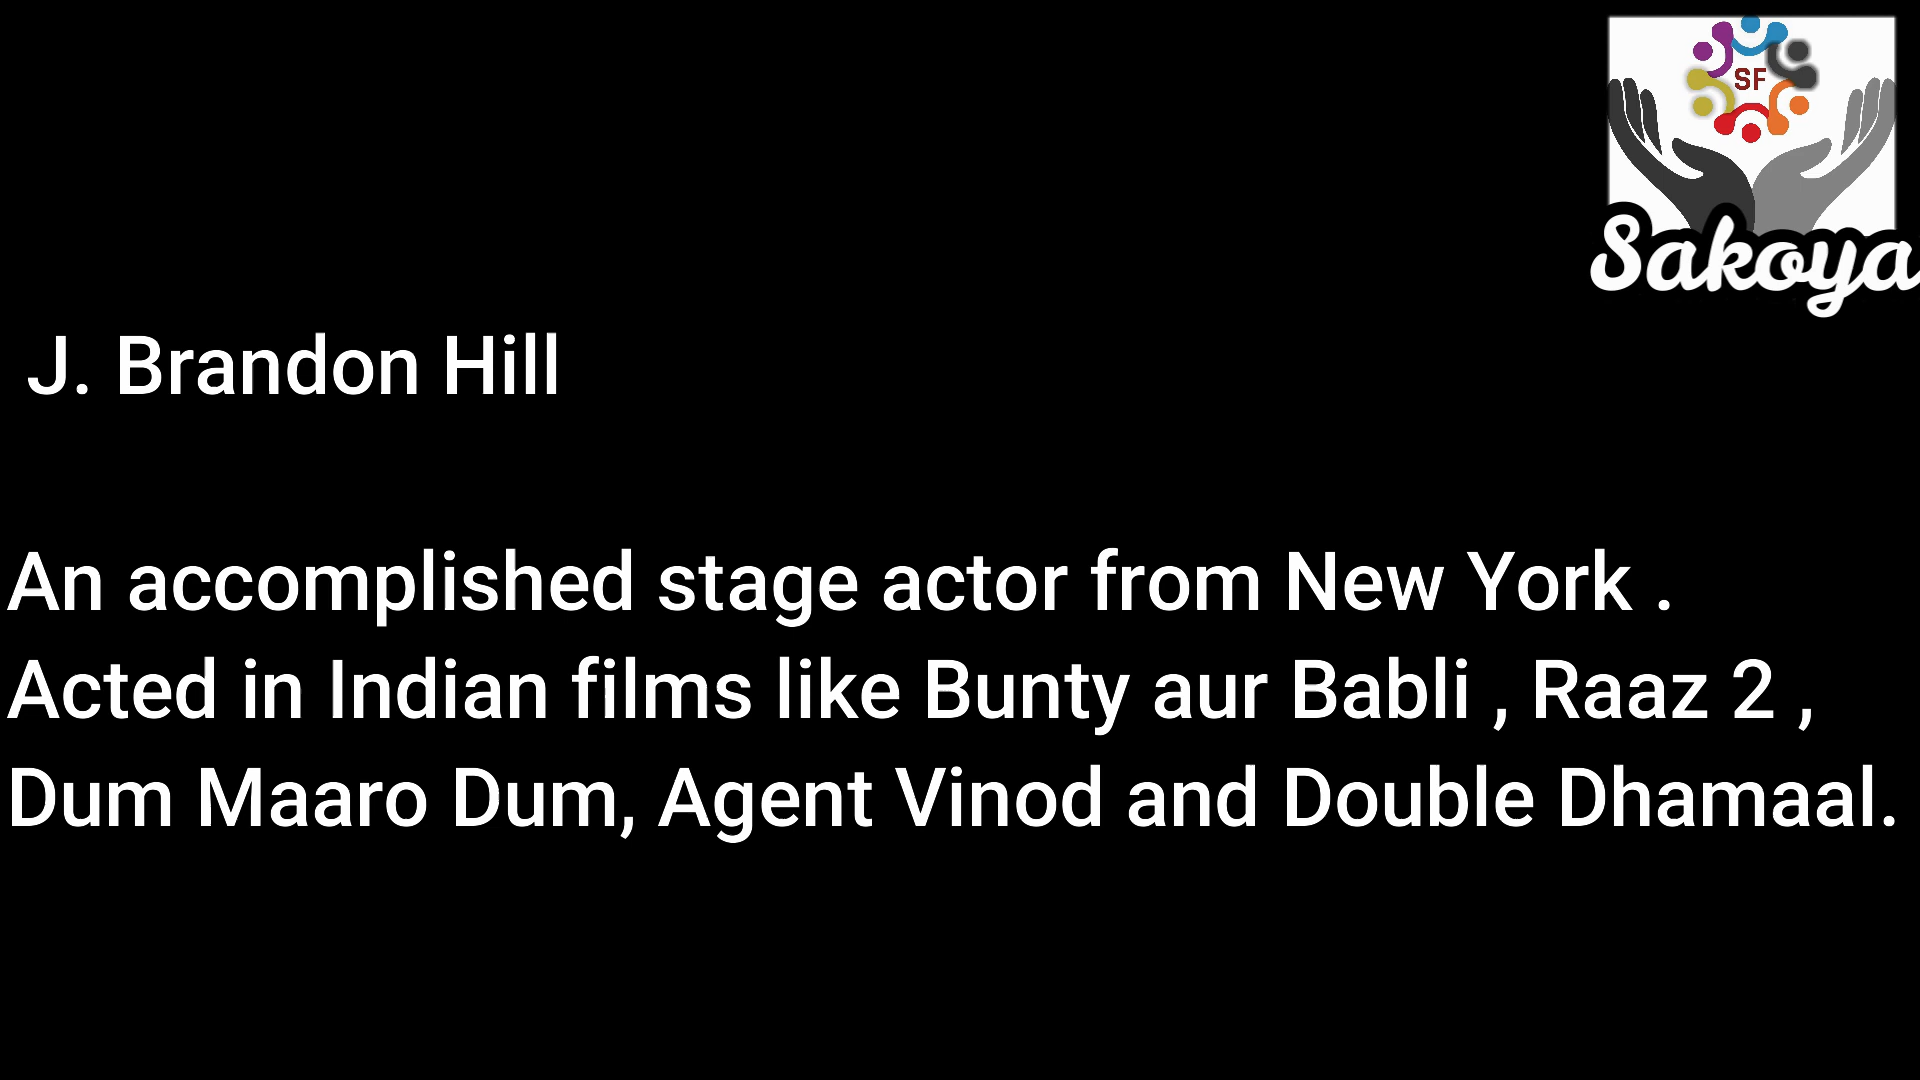 SF
Sakoya
J. Brandon Hill
An accomplished stage actor from New York .
Acted in Indian films like Bunty aur Babli , Raaz 2 ,
Dum Maaro Dum, Agent Vinod and Double Dhamaal.